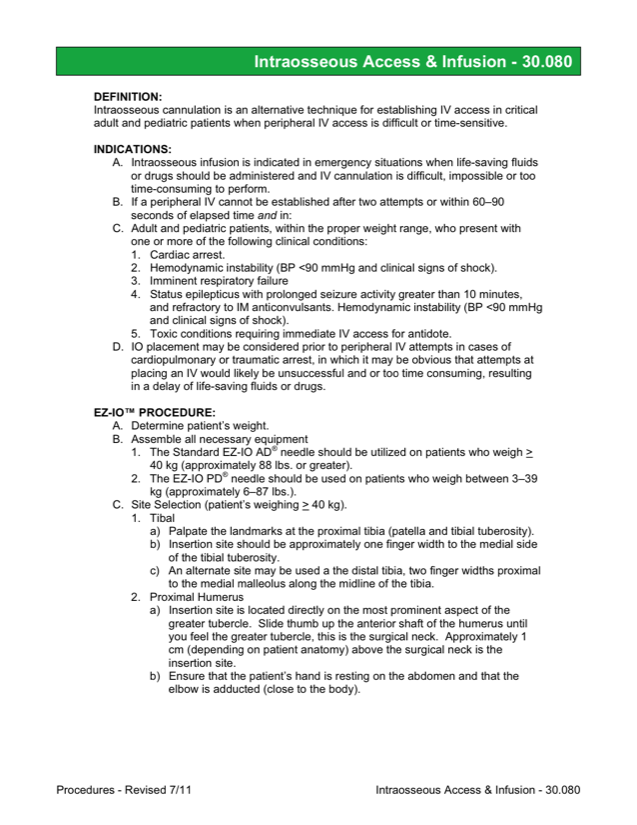 Intraosseous Access & Infusion - 30.080
DEFINITION:
Intraosseous cannulation is an alternative technique for establishing IV access in critical
adult and pediatric patients when peripheral IV access is difficult or time-sensitive.
INDICATIONS:
A. Intraosseous infusion is indicated in emergency situations when life-saving fluids
or drugs should be administered and IV cannulation is difficult, impossible or too
time-consuming to perform.
B. If a peripheral IV cannot be established after two attempts or within 60–90
seconds of elapsed time and in:
C. Adult and pediatric patients, within the proper weight range, who present with
one or more of the following clinical conditions:
1. Cardiac arrest.
2. Hemodynamic instability (BP <90 mmHg and clinical signs of shock).
3. Imminent respiratory failure
4. Status epilepticus with prolonged seizure activity greater than 10 minutes,
and refractory to IM anticonvulsants. Hemodynamic instability (BP <90 mmHg
and clinical signs of shock).
5. Toxic conditions requiring immediate IV access for antidote.
D. IO placement may be considered prior to peripheral IV attempts in cases of
cardiopulmonary or traumatic arrest, in which it may be obvious that attempts at
placing an IV would likely be unsuccessful and or too time consuming, resulting
in a delay of life-saving fluids or drugs.
EZ-IO™ PROCEDURE:
A. Determine patient's weight.
B. Assemble all necessary equipment
1. The Standard EZ-IO AD® needle should be utilized on patients who weigh ≥
40 kg (approximately 88 lbs. or greater).
2. The EZ-IO PD® needle should be used on patients who weigh between 3–39
kg (approximately 6–87 lbs.).
C. Site Selection (patient's weighing ≥ 40 kg).
1. Tibal
a) Palpate the landmarks at the proximal tibia (patella and tibial tuberosity).
b) Insertion site should be approximately one finger width to the medial side
of the tibial tuberosity.
c) An alternate site may be used a the distal tibia, two finger widths proximal
to the medial malleolus along the midline of the tibia.
2. Proximal Humerus
a) Insertion site is located directly on the most prominent aspect of the
greater tubercle. Slide thumb up the anterior shaft of the humerus until
you feel the greater tubercle, this is the surgical neck. Approximately 1
cm (depending on patient anatomy) above the surgical neck is the
insertion site.
b) Ensure that the patient's hand is resting on the abdomen and that the
elbow is adducted (close to the body).
Procedures - Revised 7/11 Intraosseous Access & Infusion - 30.080